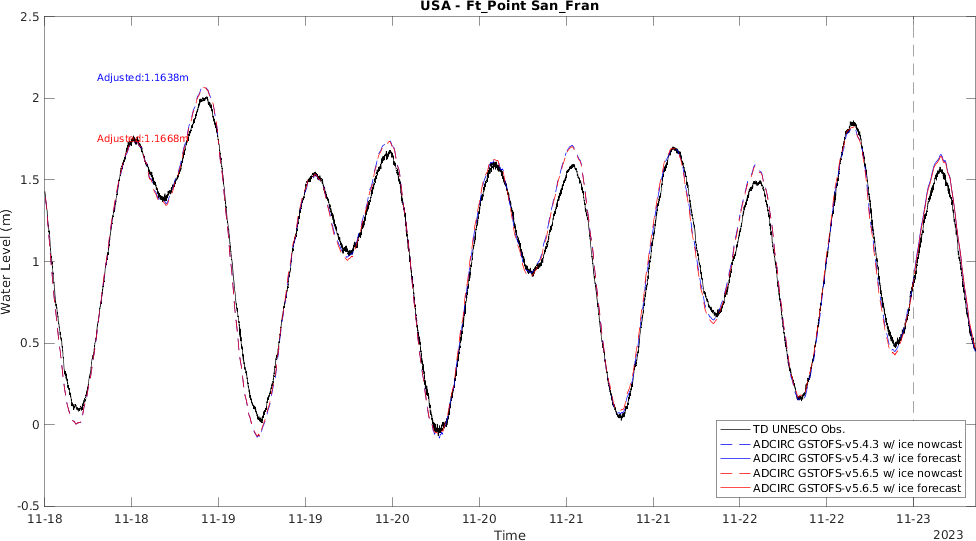 USA - Ft_Point San_Fran
2.5
2
1.5
1
0.5
0
-0.5
Water Level (m)
Adjusted:1.1638m
Adjusted:1.1668m
TD UNESCO Obs.
ADCIRC GSTOFS-v5.4.3 w/ ice nowcast
ADCIRC GSTOFS-v5.4.3 w/ ice forecast
ADCIRC GSTOFS-v5.6.5 w/ ice nowcast
ADCIRC GSTOFS-v5.6.5 w/ ice forecast
11-18 11-18 11-19 11-19 11-20 11-20 11-21 11-21 11-22 11-22 11-23
Time
2023